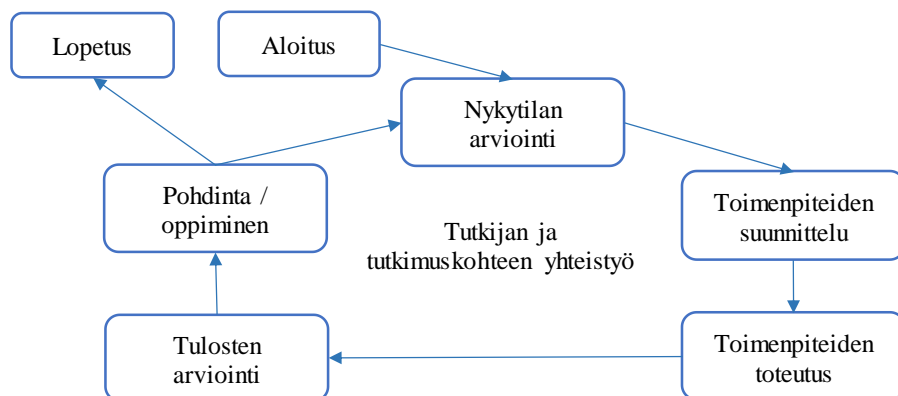 Lopetus
Aloitus
Nykytilan
arviointi
Pohdinta /
oppiminen
Toimenpiteiden
suunnittelu
Tutkijan ja
tutkimuskohteen yhteistyö
Tulosten
arviointi
Toimenpiteiden
toteutus